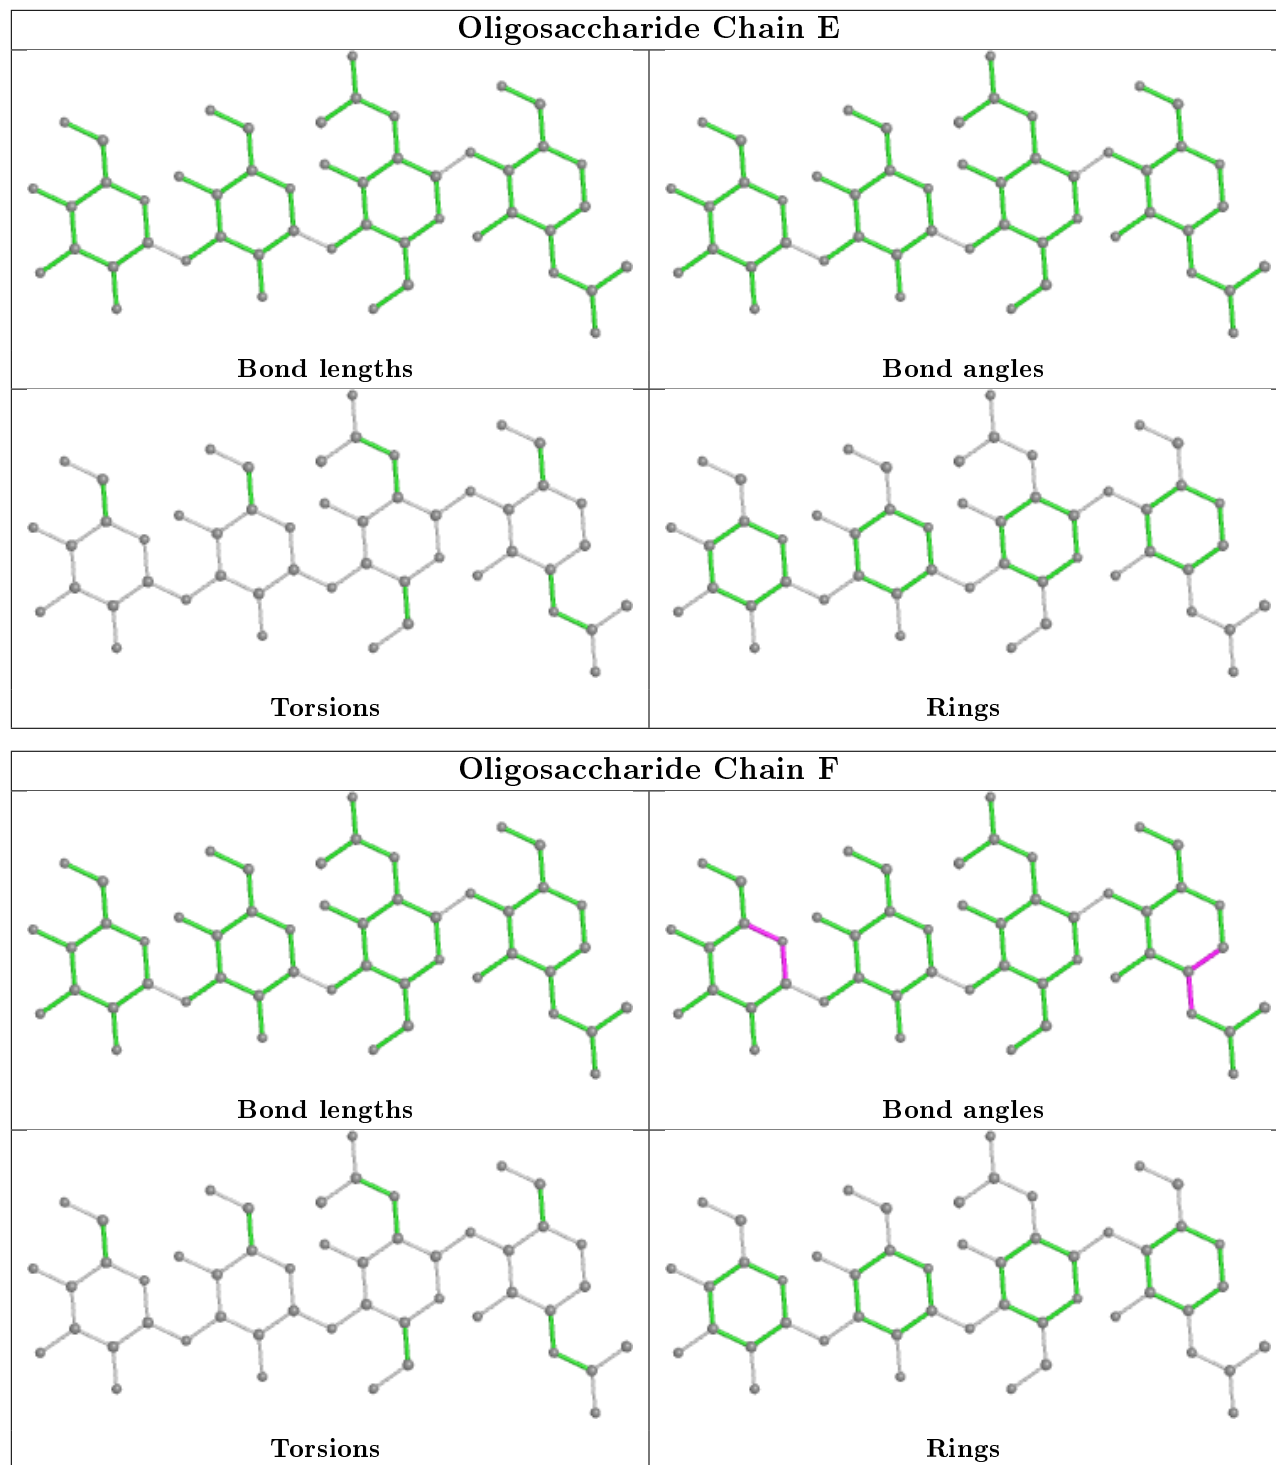 Oligosaccharide Chain E
Bond lengths
Bond angles
Torsions
Rings
Oligosaccharide Chain F
Bond lengths
Bond angles
Torsions
Rings